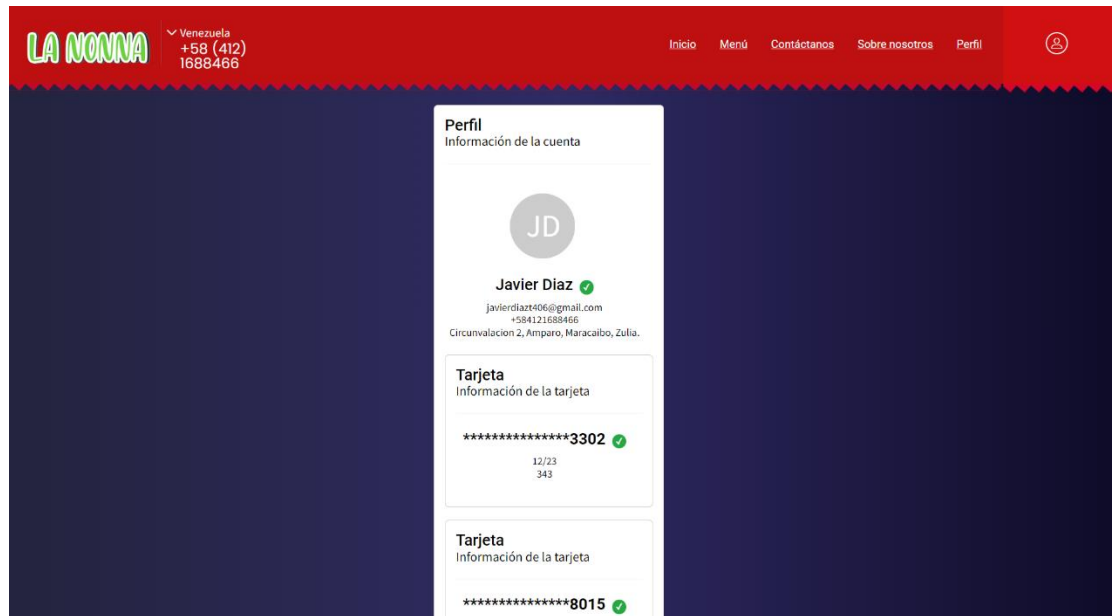 LA NONNA
Venezuela
+58 (412)
1688466
Inicio Menú Contáctanos Sobre nosotros Perfil
Perfil
Información de la cuenta
JD
Javier Diaz
javierdiazt406@gmail.com
+584121688466
Circunvalacion 2, Amparo, Maracaibo, Zulia.
Tarjeta
Información de la tarjeta
***************3302
12/23
343
Tarjeta
Información de la tarjeta
***************8015